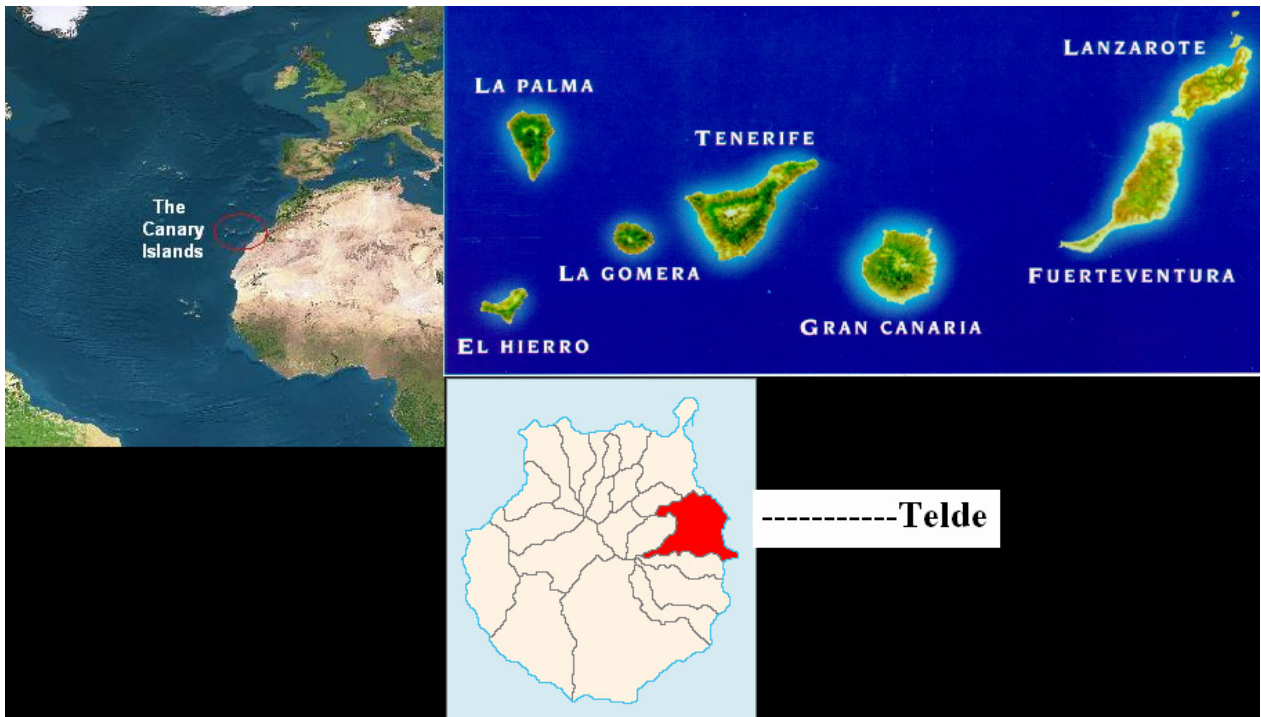 The
Canary
Islands
LANZAROTE
LA PALMA
TENERIFE
LA GOMERA
FUERTEVENTURA
GRAN CANARIA
EL HIERRO
-----------Telde